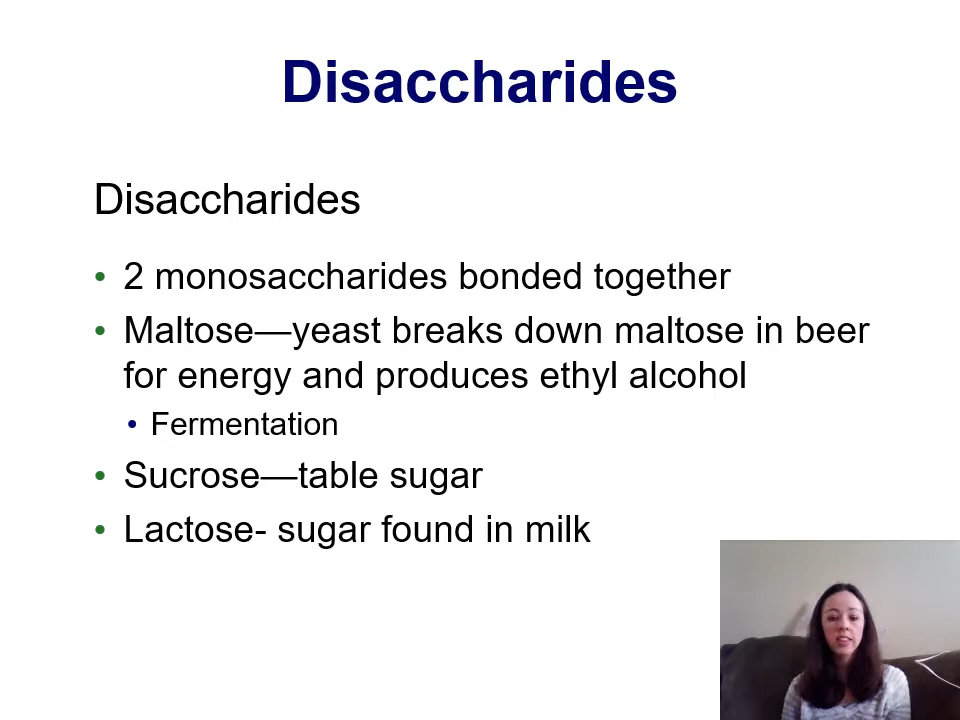 Disaccharides
Disaccharides
• 2 monosaccharides bonded together
• Maltose—yeast breaks down maltose in beer
for energy and produces ethyl alcohol
• Fermentation
• Sucrose—table sugar
• Lactose- sugar found in milk